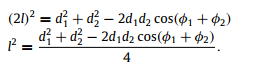 (2l)² = d₁² + d₂² − 2d₁d₂ cos(ϕ₁ + ϕ₂)
l² = (d₁² + d₂² − 2d₁d₂ cos(ϕ₁ + ϕ₂)) / 4.